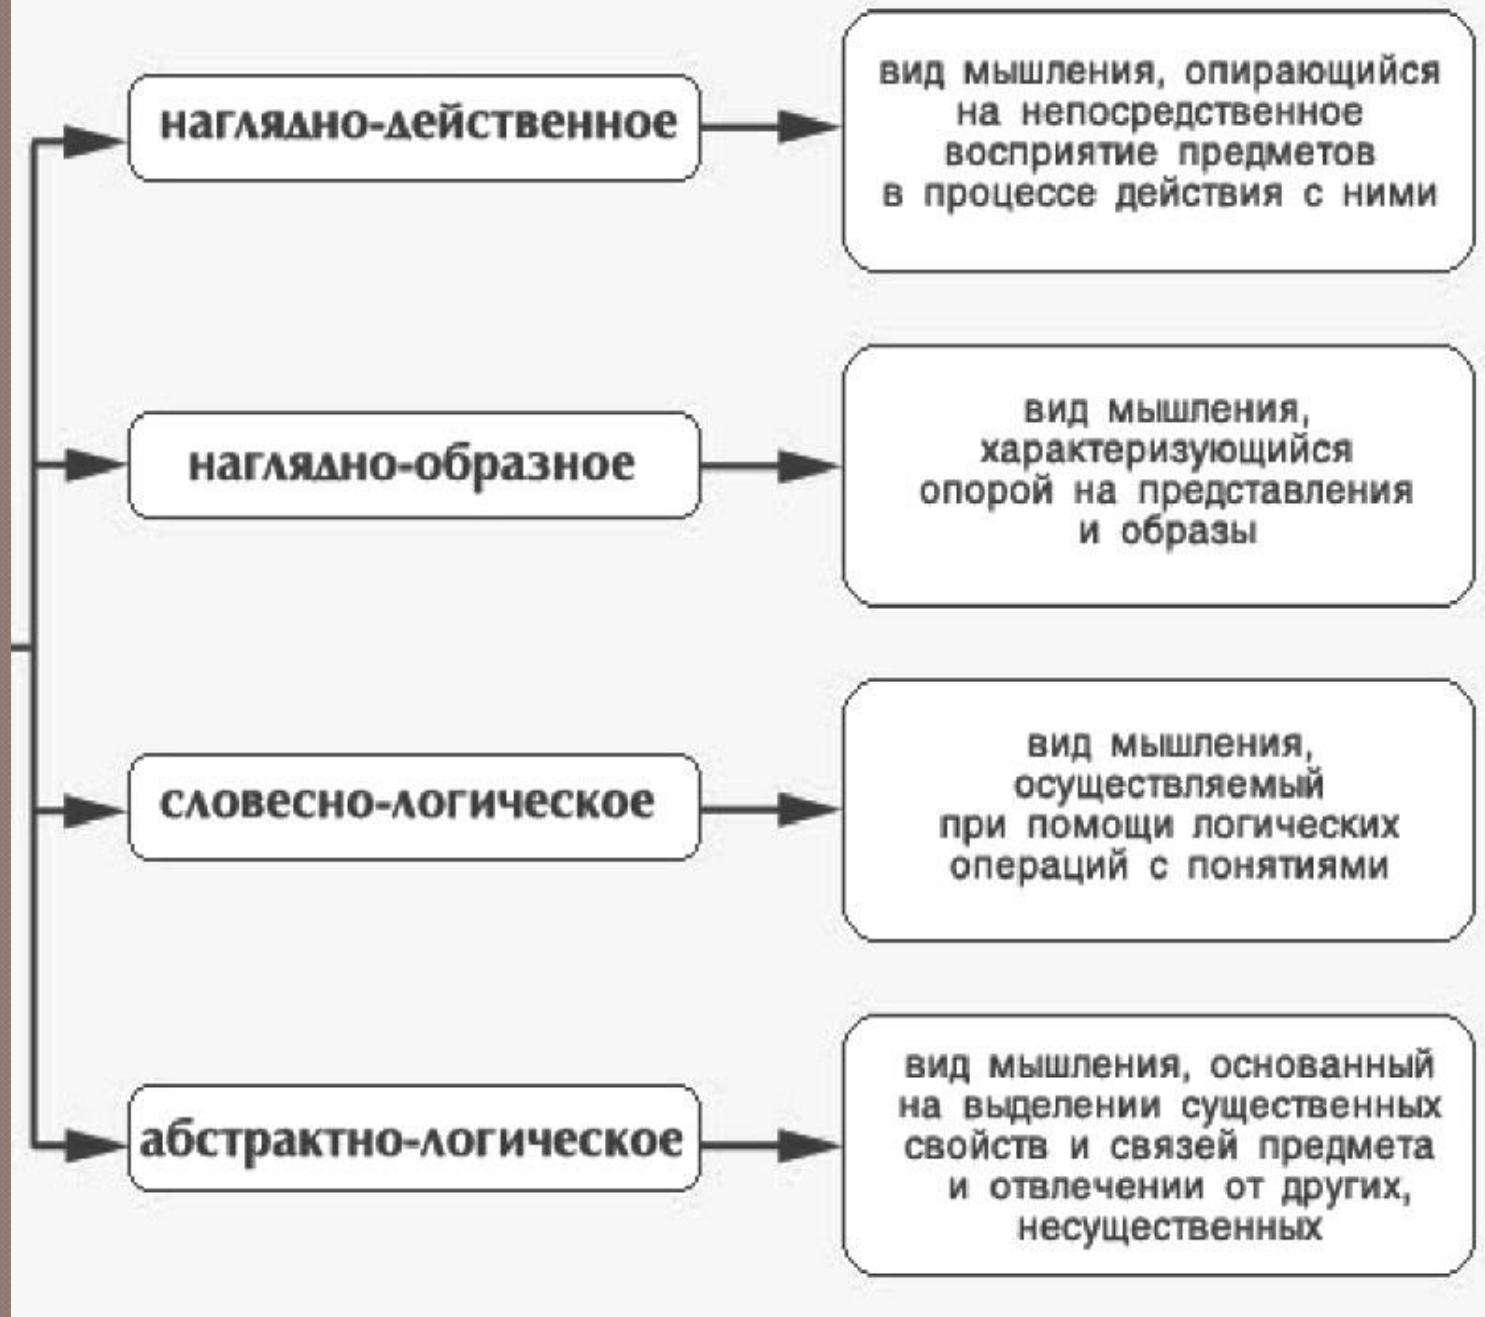 наглядно-действенное
вид мышления, опирающийся
на непосредственное
восприятие предметов
в процессе действия с ними
наглядно-образное
вид мышления,
характеризующийся
опорой на представления
и образы
словесно-логическое
вид мышления,
осуществляемый
при помощи логических
операций с понятиями
абстрактно-логическое
вид мышления, основанный
на выделении существенных
свойств и связей предмета
и отвлечении от других,
несущественных